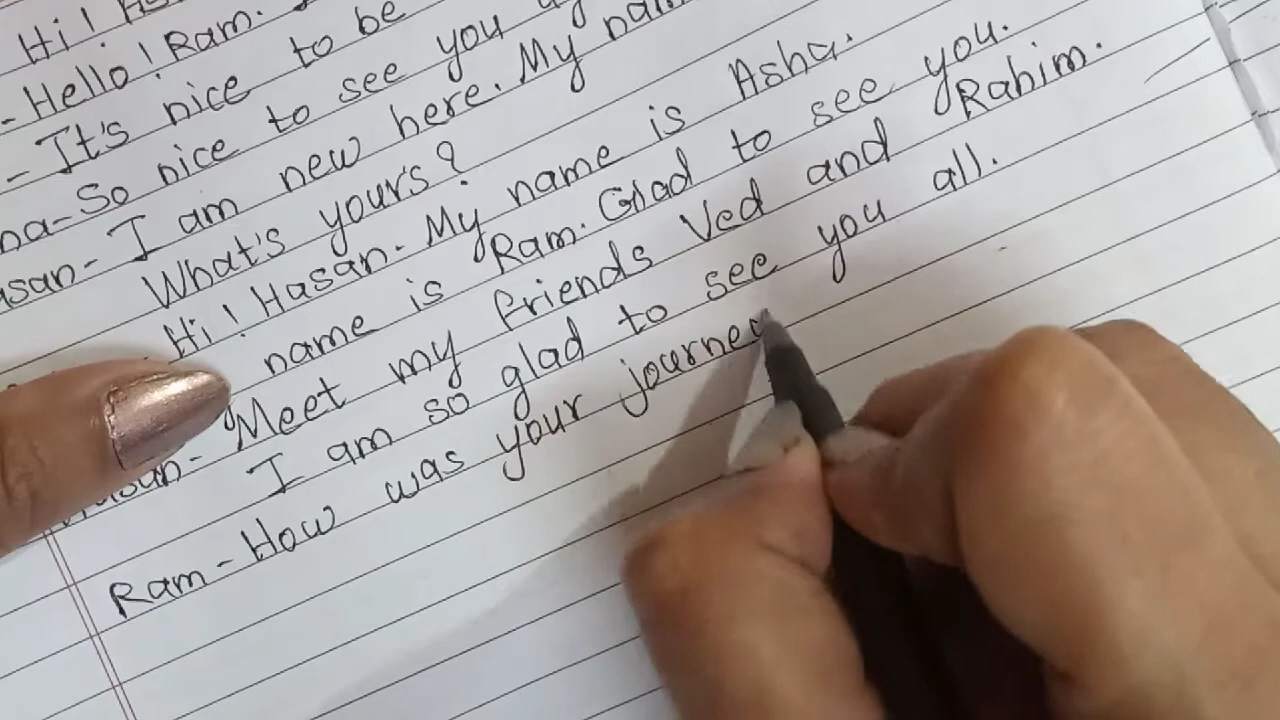 Hi!
- Hello! Ram.
- It's nice to be
na - So nice to see you
asan - I am new here. My
What's your's?
Hi! Hasan. My name is Asha.
name is Ram. Glad to see you.
Meet my friends Ved and Rahim.
I am so glad to see you all.
Ram - How was your journe